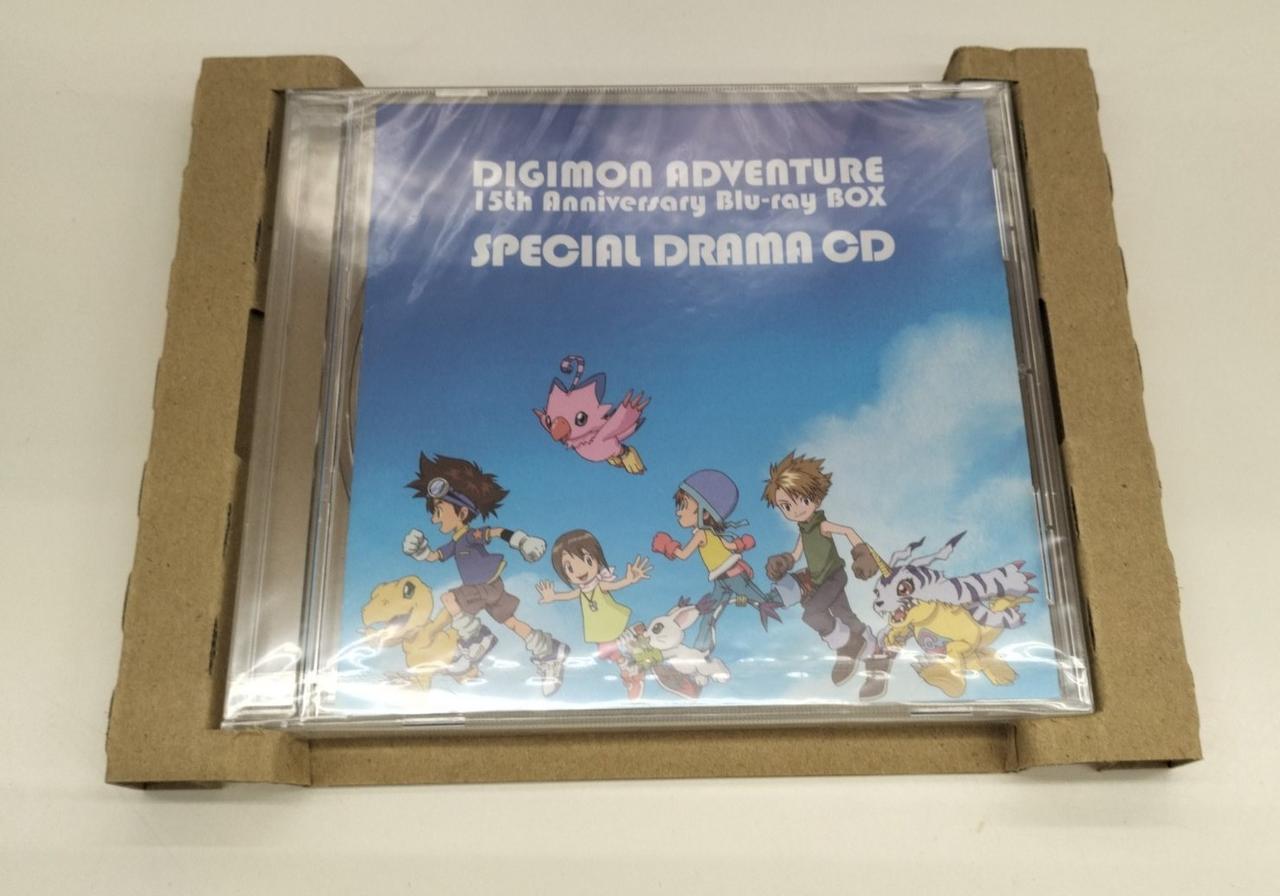 DIGIMON ADVENTURE
15th Anniversary Blu-ray BOX
SPECIAL DRAMA CD